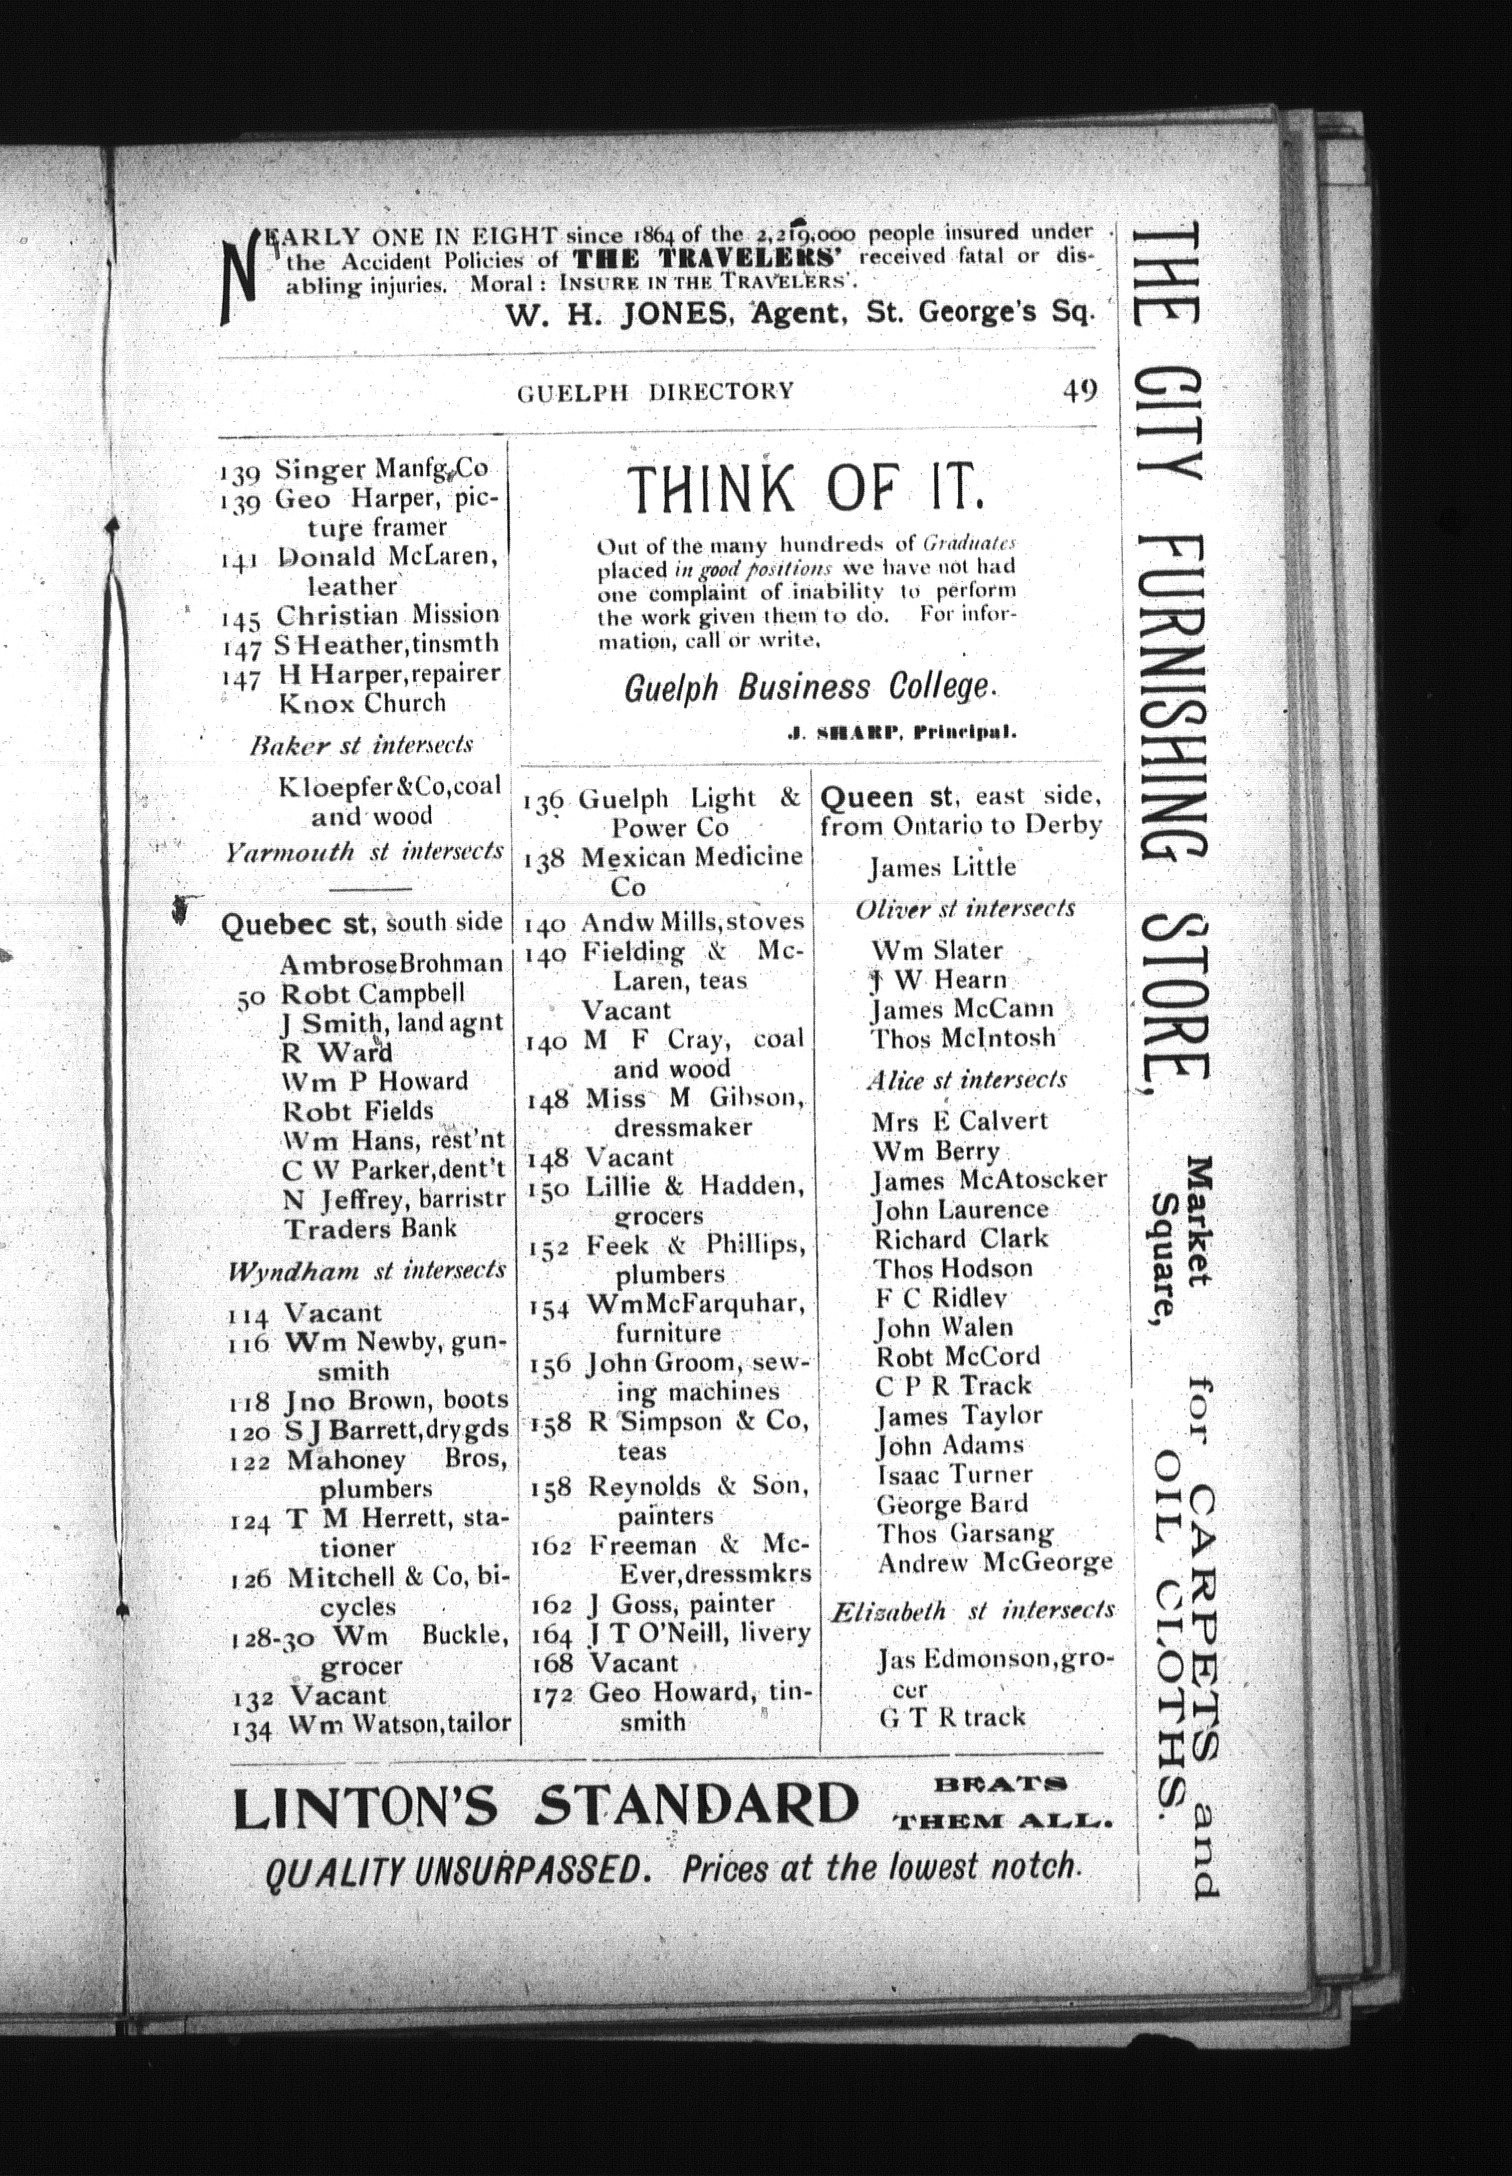 NEARLY ONE IN EIGHT since 1864 of the 2,219,000 people insured under
the Accident Policies of THE TRAVELERS' received fatal or dis-
abling injuries. Moral: INSURE IN THE TRAVELERS'.
W. H. JONES, Agent, St. George's Sq.
GUELPH DIRECTORY 49
139 Singer Manfg Co
139 Geo Harper, pic-
ture framer
141 Donald McLaren,
leather
145 Christian Mission
147 S Heather, tinsmth
147 H Harper, repairer
Knox Church
Baker st intersects
Kloepfer & Co, coal
and wood
Yarmouth st intersects
Quebec st, south side
Ambrose Brohman
50 Robt Campbell
J Smith, land agnt
R Ward
Wm P Howard
Robt Fields
Wm Hans, rest'nt
C W Parker, dent't
N Jeffrey, barristr
Traders Bank
Wyndham st intersects
114 Vacant
116 Wm Newby, gun-
smith
118 Jno Brown, boots
120 S J Barrett, dry gds
122 Mahoney Bros,
plumbers
124 T M Herrett, sta-
tioner
126 Mitchell & Co, bi-
cycles
128-30 Wm Buckle,
grocer
132 Vacant
134 Wm Watson, tailor
THINK OF IT.
Out of the many hundreds of Graduates
placed in good positions we have not had
one complaint of inability to perform
the work given them to do. For infor-
mation, call or write,
Guelph Business College.
J. SHARP, Principal.
136 Guelph Light &
Power Co
138 Mexican Medicine
Co
140 Andw Mills, stoves
140 Fielding & Mc-
Laren, teas
Vacant
140 M F Cray, coal
and wood
148 Miss M Gibson,
dressmaker
148 Vacant
150 Lillie & Hadden,
grocers
152 Feek & Phillips,
plumbers
154 Wm McFarquhar,
furniture
156 John Groom, sew-
ing machines
158 R Simpson & Co,
teas
158 Reynolds & Son,
painters
162 Freeman & Mc-
Ever, dressmkrs
162 J Goss, painter
164 J T O'Neill, livery
168 Vacant
172 Geo Howard, tin-
smith
Queen st, east side,
from Ontario to Derby
James Little
Oliver st intersects
Wm Slater
J W Hearn
James McCann
Thos McIntosh
Alice st intersects
Mrs E Calvert
Wm Berry
James McAtoscker
John Laurence
Richard Clark
Thos Hodson
F C Ridley
John Walen
Robt McCord
C P R Track
James Taylor
John Adams
Isaac Turner
George Bard
Thos Garsang
Andrew McGeorge
Elizabeth st intersects
Jas Edmonson, gro-
cer
G T R track
LINTON'S STANDARD BEATS
THEM ALL.
QUALITY UNSURPASSED. Prices at the lowest notch.
THE CITY FURNISHING STORE,
Market
Square,
for CARPETS and
OIL CLOTHS.